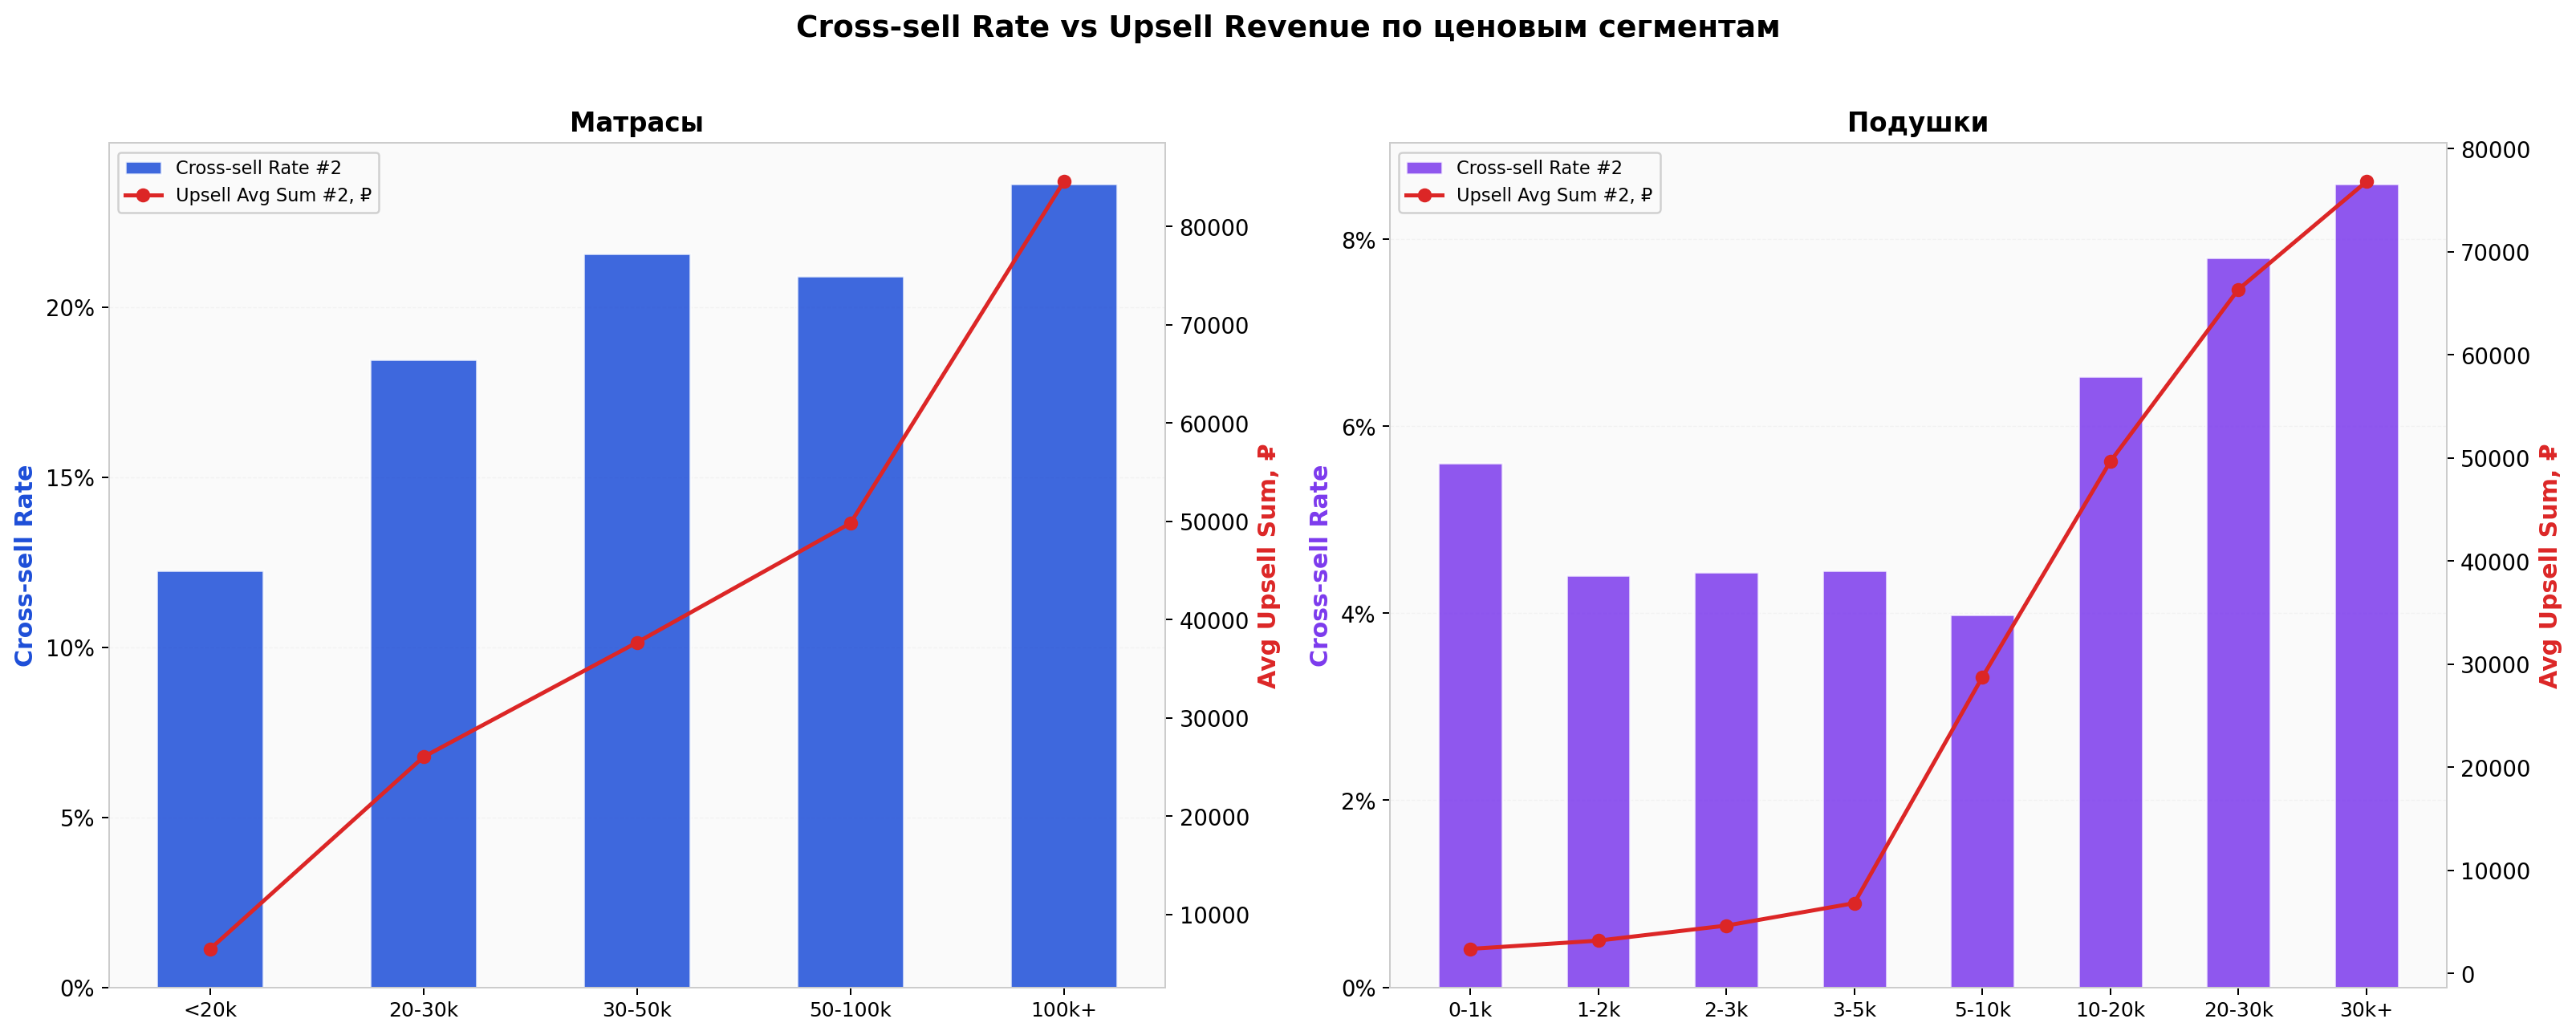 Cross-sell Rate vs Upsell Revenue по ценовым сегментам
Матрасы
Cross-sell Rate #2
Upsell Avg Sum #2, ₽
Cross-sell Rate
20%
15%
10%
5%
0%
80000
70000
60000
50000
40000
30000
20000
10000
Avg Upsell Sum, ₽
<20k
20-30k
30-50k
50-100k
100k+
Подушки
Cross-sell Rate #2
Upsell Avg Sum #2, ₽
Cross-sell Rate
8%
6%
4%
2%
0%
80000
70000
60000
50000
40000
30000
20000
10000
0
Avg Upsell Sum, ₽
0-1k
1-2k
2-3k
3-5k
5-10k
10-20k
20-30k
30k+